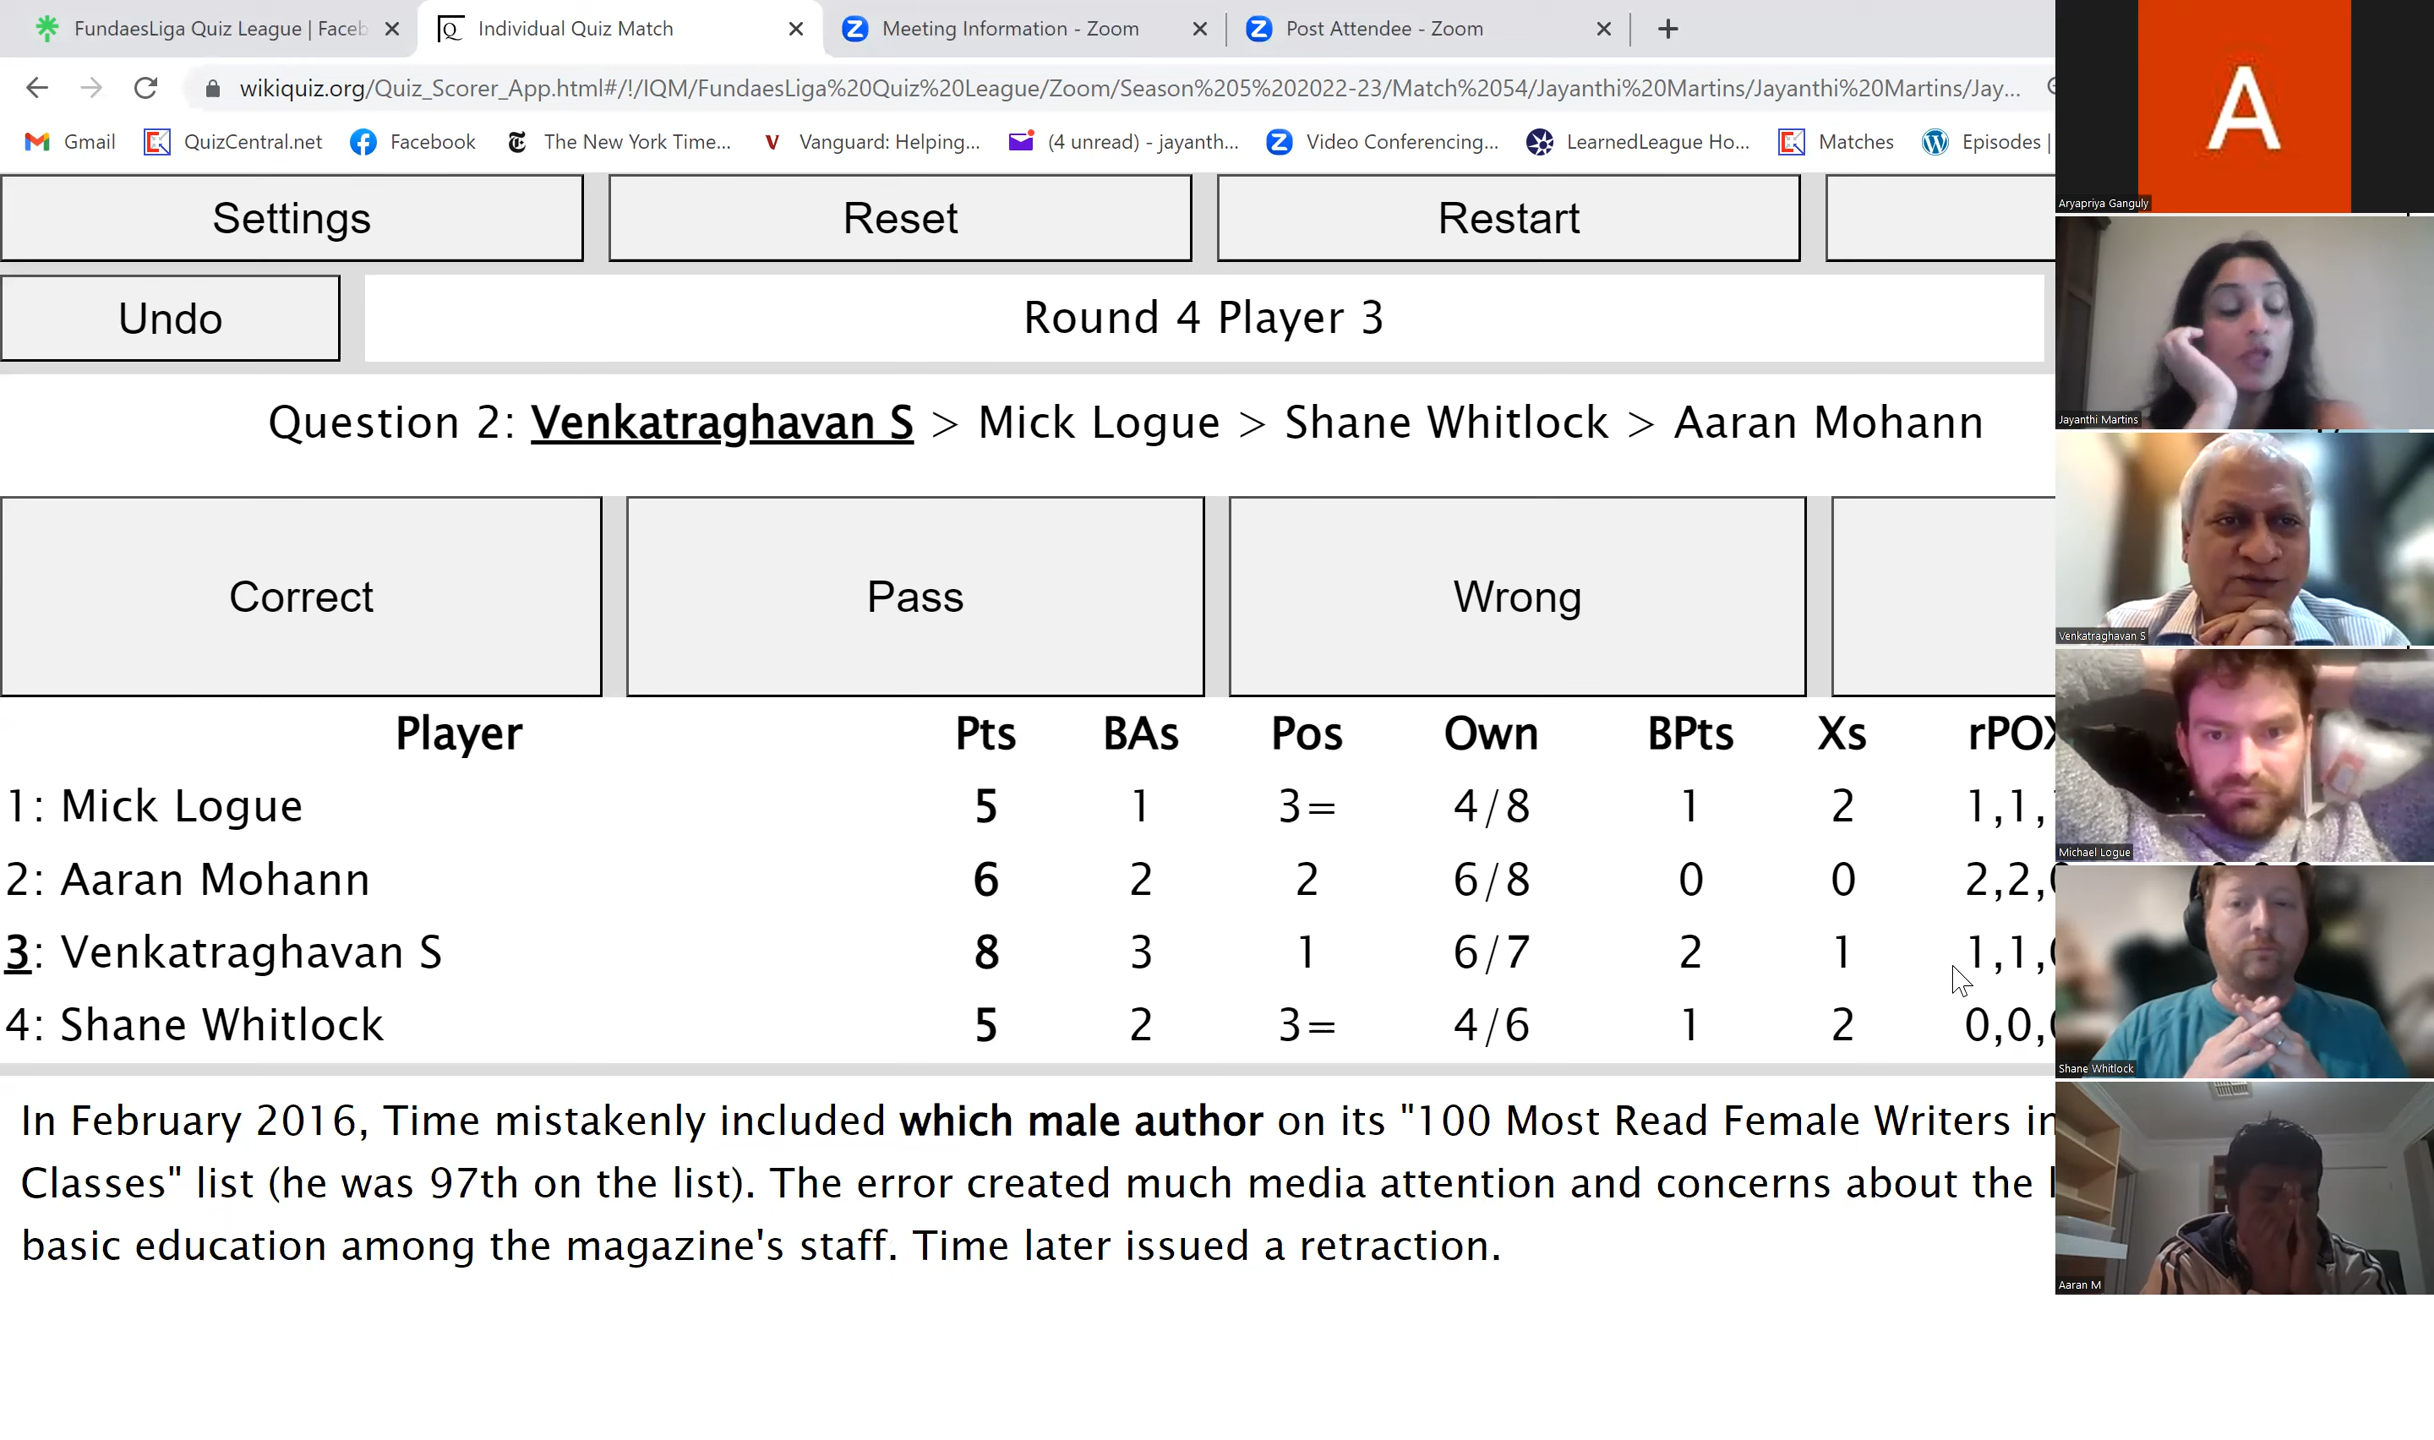 FundaesLiga Quiz League | Faceb
Individual Quiz Match
Meeting Information - Zoom
Post Attendee - Zoom
wikiquiz.org/Quiz_Scorer_App.html#/!/IQM/FundaesLiga%20Quiz%20League/Zoom/Season%205%202022-23/Match%2054/Jayanthi%20Martins/Jayanthi%20Martins/Jay...
Gmail
QuizCentral.net
Facebook
The New York Time...
Vanguard: Helping...
(4 unread) - jayanth...
Video Conferencing...
LearnedLeague Ho...
Matches
Episodes |
Settings
Reset
Restart
Undo
Round 4 Player 3
Question 2: Venkatraghavan S > Mick Logue > Shane Whitlock > Aaran Mohann
Correct
Pass
Wrong
Player Pts BAs Pos Own BPts Xs rPOX
1: Mick Logue 5 1 3= 4/8 1 2 1,1,
2: Aaran Mohann 6 2 2 6/8 0 0 2,2,
3: Venkatraghavan S 8 3 1 6/7 2 1 1,1,
4: Shane Whitlock 5 2 3= 4/6 1 2 0,0,
In February 2016, Time mistakenly included which male author on its "100 Most Read Female Writers in
Classes" list (he was 97th on the list). The error created much media attention and concerns about the l
basic education among the magazine's staff. Time later issued a retraction.
A
Aryapriya Ganguly
Jayanthi Martins
Venkatraghavan S
Michael Logue
Shane Whitlock
Aaran M